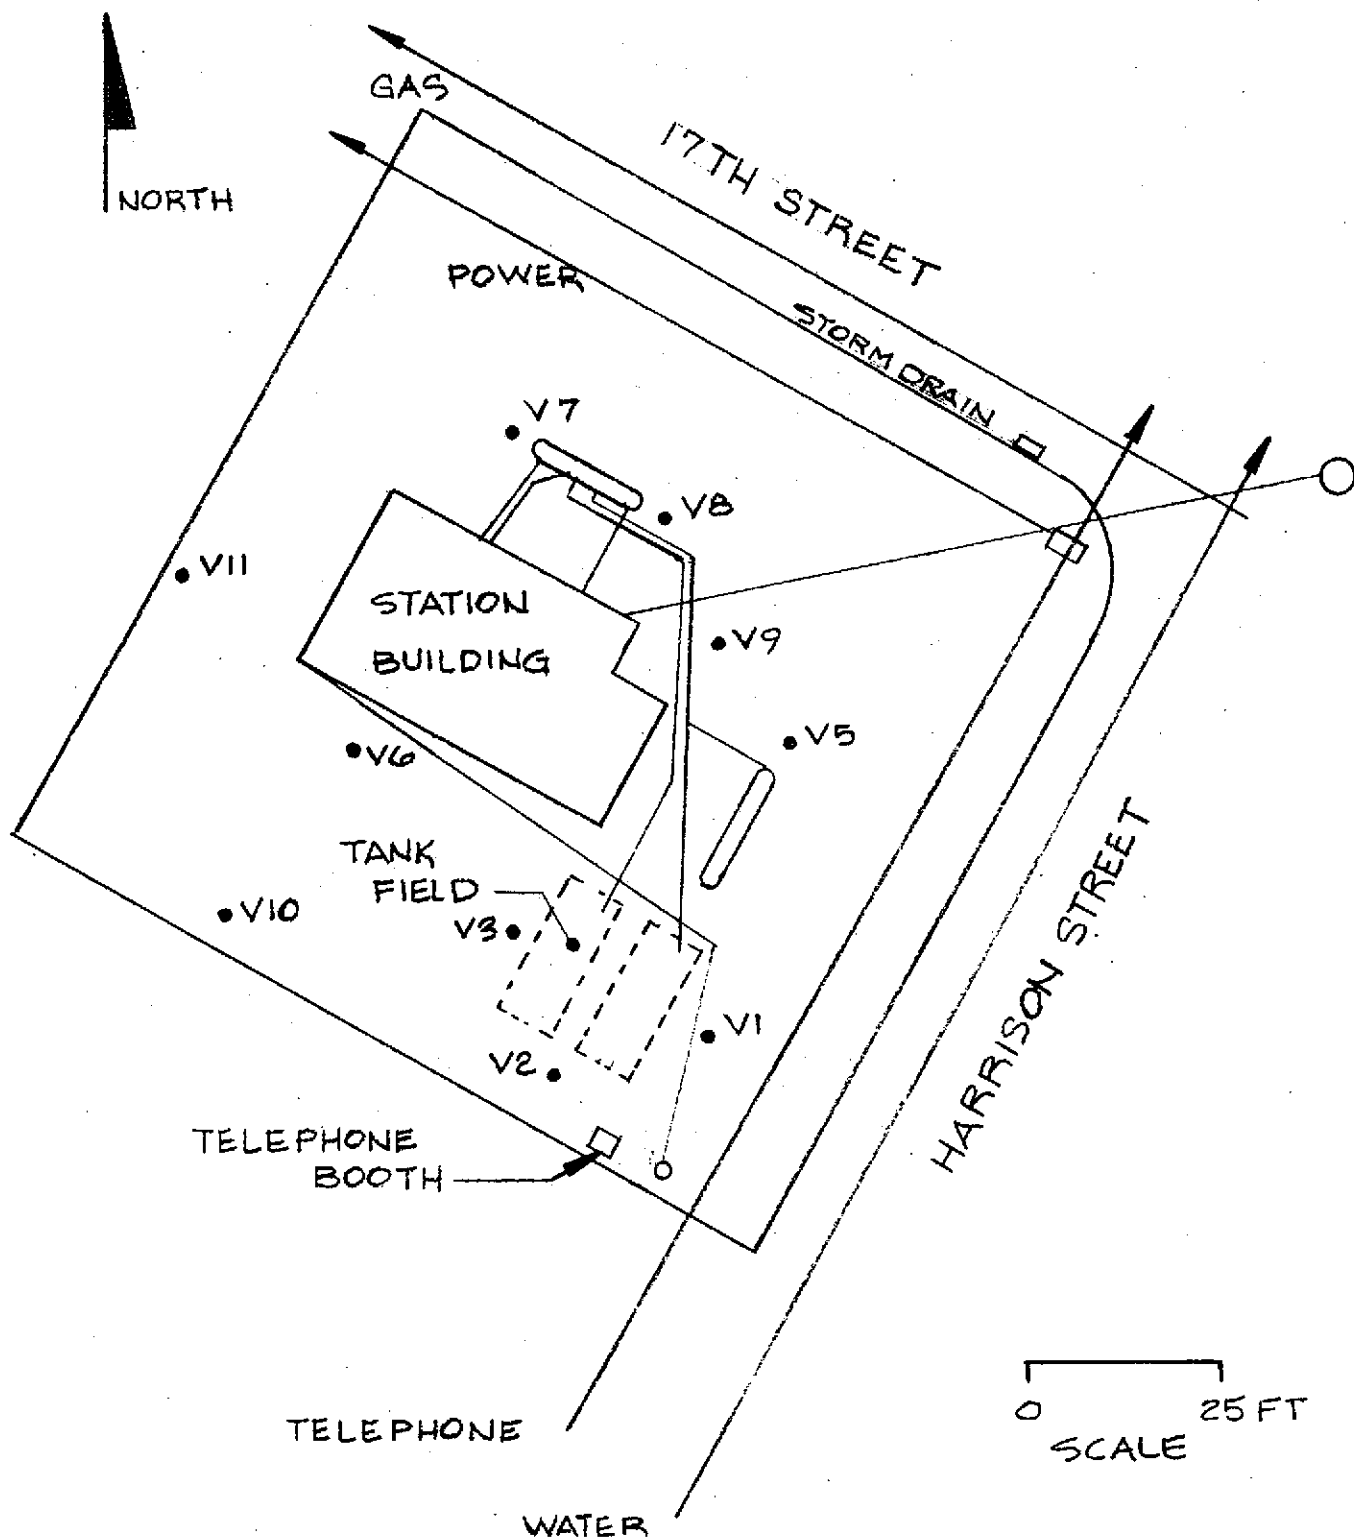 GAS
17TH STREET
NORTH
POWER
STORM DRAIN
V7
V8
V11
STATION
BUILDING
V9
V5
V6
TANK
FIELD
V10
V3
V1
V2
HARRISON STREET
TELEPHONE
BOOTH
0 25 FT
SCALE
TELEPHONE
WATER